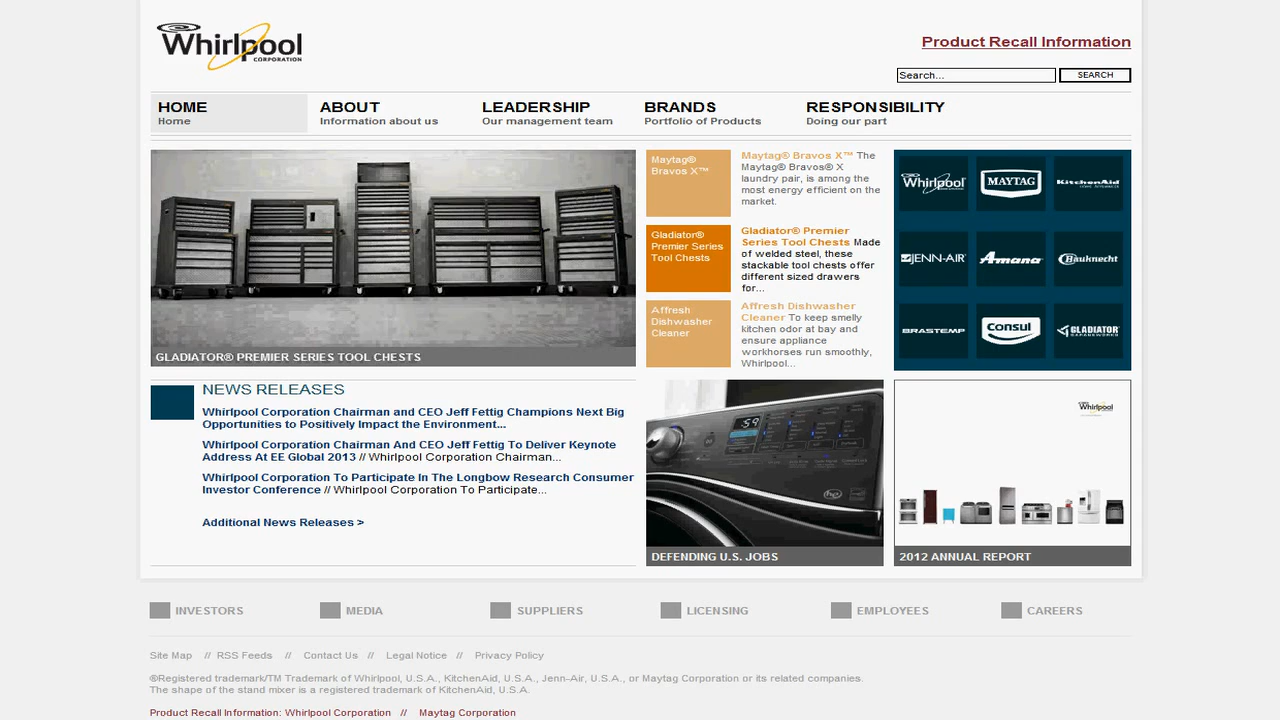 Whirlpool
CORPORATION
Product Recall Information
Search...
SEARCH
HOME
Home
ABOUT
Information about us
LEADERSHIP
Our management team
BRANDS
Portfolio of Products
RESPONSIBILITY
Doing our part
GLADIATOR® PREMIER SERIES TOOL CHESTS
Maytag®
Bravos X™
Maytag® Bravos X™ The
Maytag® Bravos® X
laundry pair, is among the
most energy efficient on the
market.
Gladiator®
Premier Series
Tool Chests
Gladiator® Premier
Series Tool Chests Made
of welded steel, these
stackable tool chests offer
different sized drawers
for...
Affresh
Dishwasher
Cleaner
Affresh Dishwasher
Cleaner To keep smelly
kitchen odor at bay and
ensure appliance
workhorses run smoothly,
Whirlpool...
Whirlpool
MAYTAG
KitchenAid
JENN-AIR
Amana
Bauknecht
BRASTEMP
Consul
GLADIATOR
GARAGEWORKS
NEWS RELEASES
Whirlpool Corporation Chairman and CEO Jeff Fettig Champions Next Big
Opportunities to Positively Impact the Environment...
Whirlpool Corporation Chairman And CEO Jeff Fettig To Deliver Keynote
Address At EE Global 2013 // Whirlpool Corporation Chairman...
Whirlpool Corporation To Participate In The Longbow Research Consumer
Investor Conference // Whirlpool Corporation To Participate...
Additional News Releases >
:59
DEFENDING U.S. JOBS
Whirlpool
2012 ANNUAL REPORT
INVESTORS
MEDIA
SUPPLIERS
LICENSING
EMPLOYEES
CAREERS
Site Map // RSS Feeds // Contact Us // Legal Notice // Privacy Policy
®Registered trademark/TM Trademark of Whirlpool, U.S.A., KitchenAid, U.S.A., Jenn-Air, U.S.A., or Maytag Corporation or its related companies.
The shape of the stand mixer is a registered trademark of KitchenAid, U.S.A.
Product Recall Information: Whirlpool Corporation // Maytag Corporation